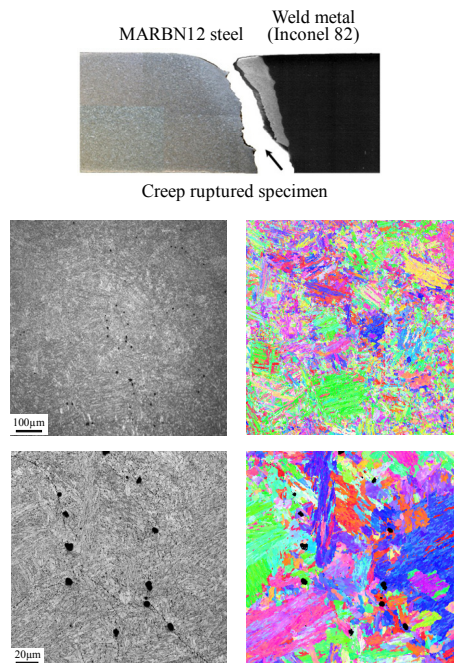 MARBN12 steel
Weld metal
(Inconel 82)
Creep ruptured specimen
100μm
20μm